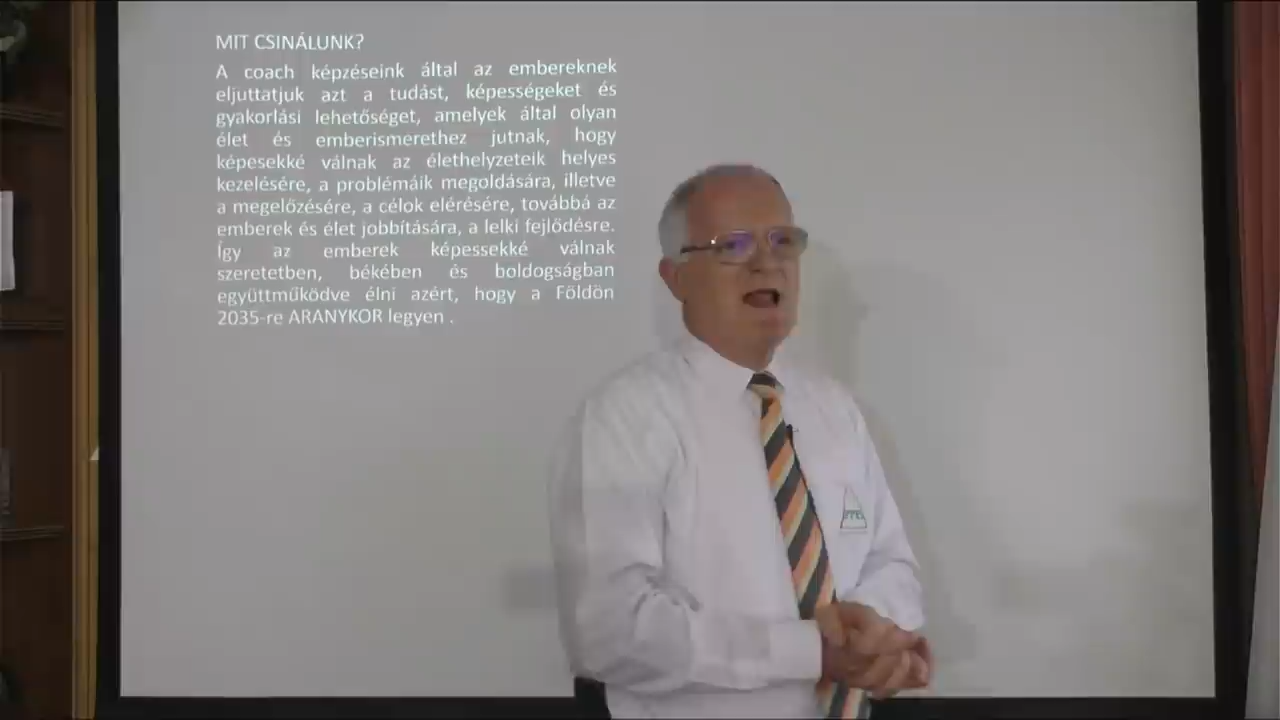 MIT CSINÁLUNK?
A coach képzéseink által az embereknek
eljuttatjuk azt a tudást, képességeket és
gyakorlási lehetőséget, amelyek által olyan
élet és emberismerethez jutnak, hogy
képesekké válnak az élethelyzeteik helyes
kezelésére, a problémáik megoldására, illetve
a megelőzésére, a célok elérésére, továbbá az
emberek és élet jobbítására, a lelki fejlődésre.
Így az emberek képessekké válnak
szeretetben, békében és boldogságban
együttműködve élni azért, hogy a Földön
2035-re ARANYKOR legyen .